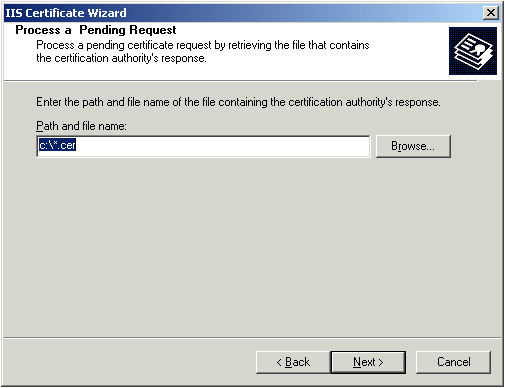 IIS Certificate Wizard
Process a Pending Request
Process a pending certificate request by retrieving the file that contains
the certification authority's response.
Enter the path and file name of the file containing the certification authority's response.
Path and file name:
c:\*.cer
Browse...
< Back
Next >
Cancel